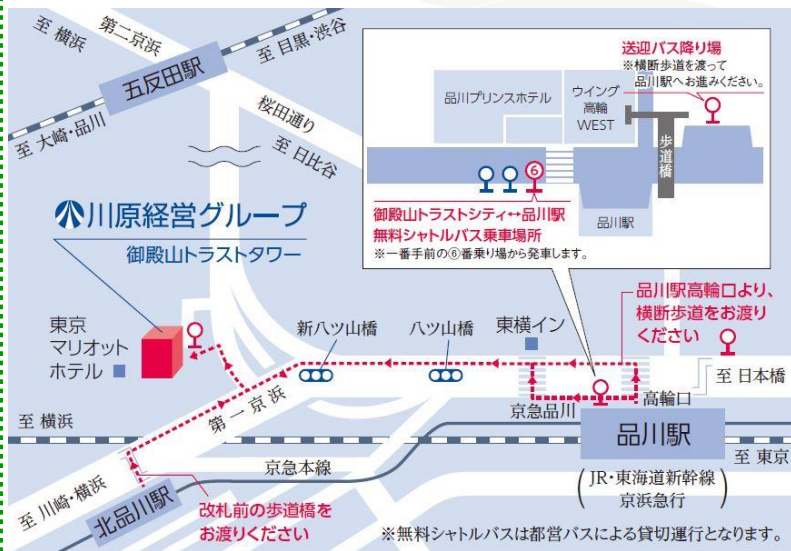 至 横浜
第二京浜
至 目黒・渋谷
五反田駅
桜田通り
至 大崎・品川
至 日比谷
送迎バス降り場
※横断歩道を渡って
品川駅へお進みください。
品川プリンスホテル
ウイング
高輪
WEST
歩道橋
⑥
御殿山トラストシティ↔品川駅
無料シャトルバス乗車場所
※一番手前の⑥番乗り場から発車します。
品川駅
川原経営グループ
御殿山トラストタワー
東京
マリオット
ホテル
新八ツ山橋
八ツ山橋
東横イン
品川駅高輪口より、
横断歩道をお渡り
ください
至 日本橋
第一京浜
京急品川
高輪口
至 横浜
品川駅
至 東京
(JR・東海道新幹線
京浜急行)
京急本線
至 川崎・横浜
北品川駅
改札前の歩道橋を
お渡りください
※無料シャトルバスは都営バスによる貸切運行となります。